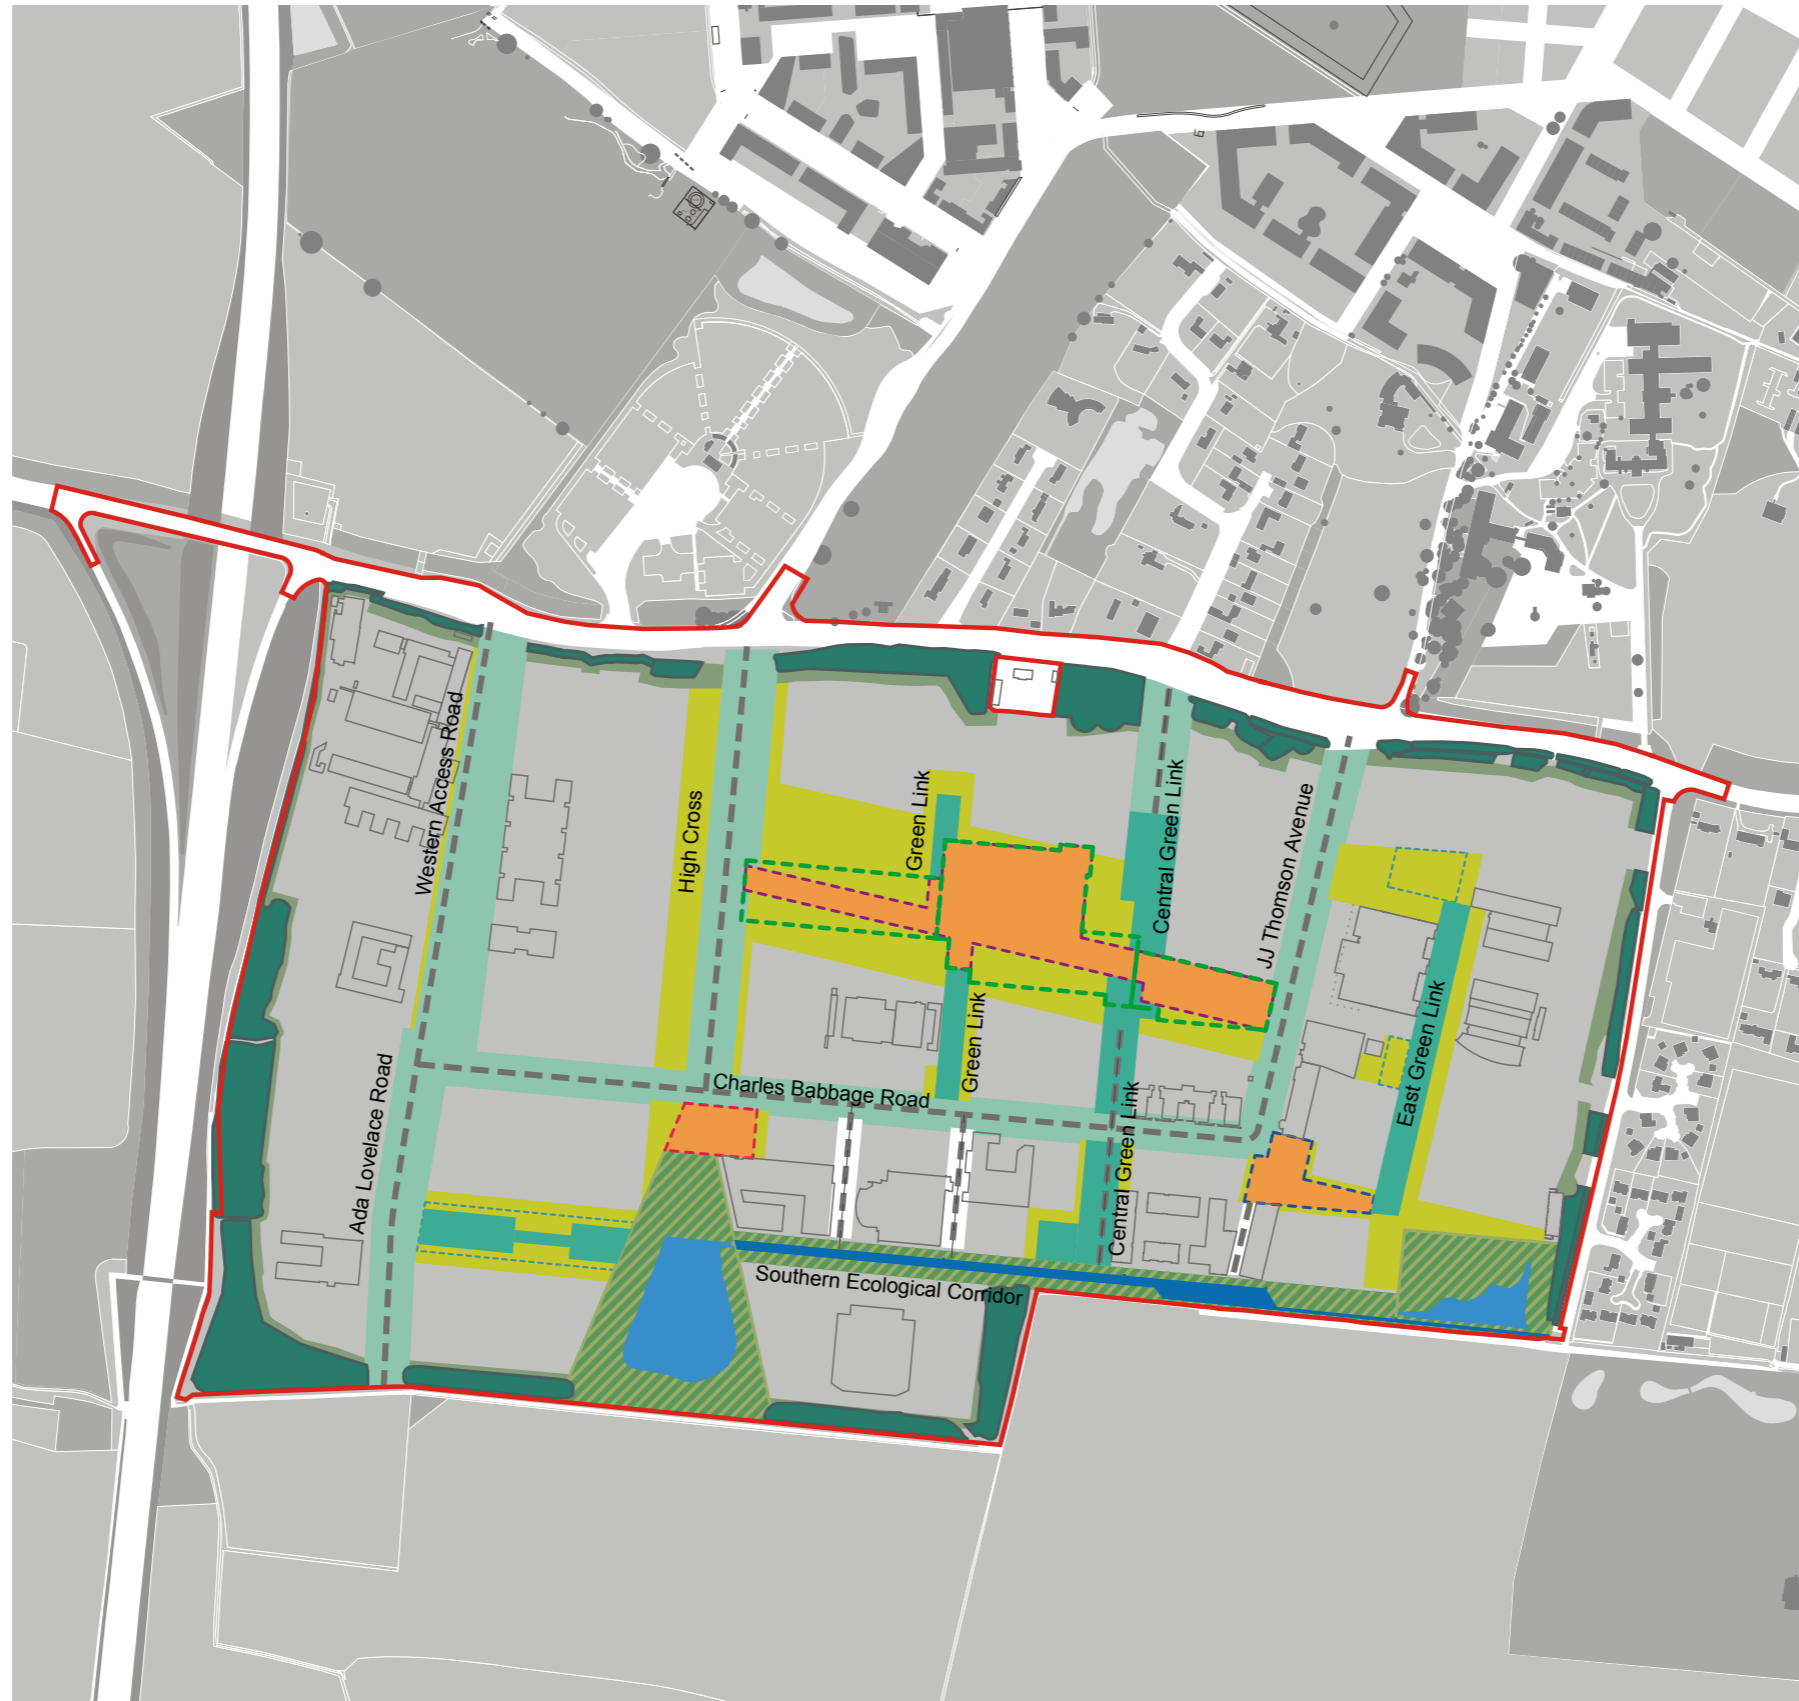 Western Access Road
High Cross
Green Link
Central Green Link
JJ Thomson Avenue
East Green Link
Green Link
Charles Babbage Road
Ada Lovelace Road
Central Green Link
Southern Ecological Corridor